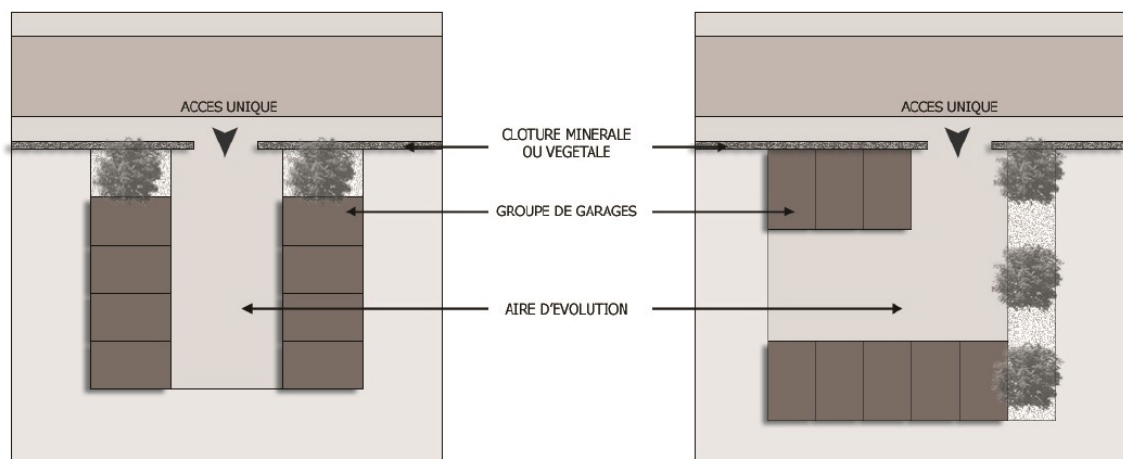 ACCES UNIQUE
ACCES UNIQUE
CLOTURE MINERALE
OU VEGETALE
GROUPE DE GARAGES
AIRE D'EVOLUTION